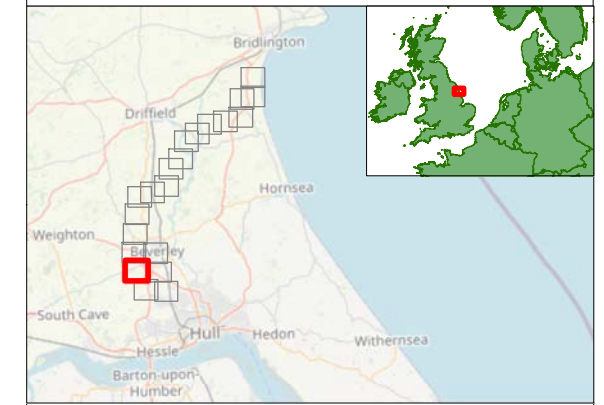 Bridlington
Driffield
Hornsea
Weighton
Beverley
South Cave
Hull
Hedon
Withernsea
Hessle
Barton-upon-
Humber